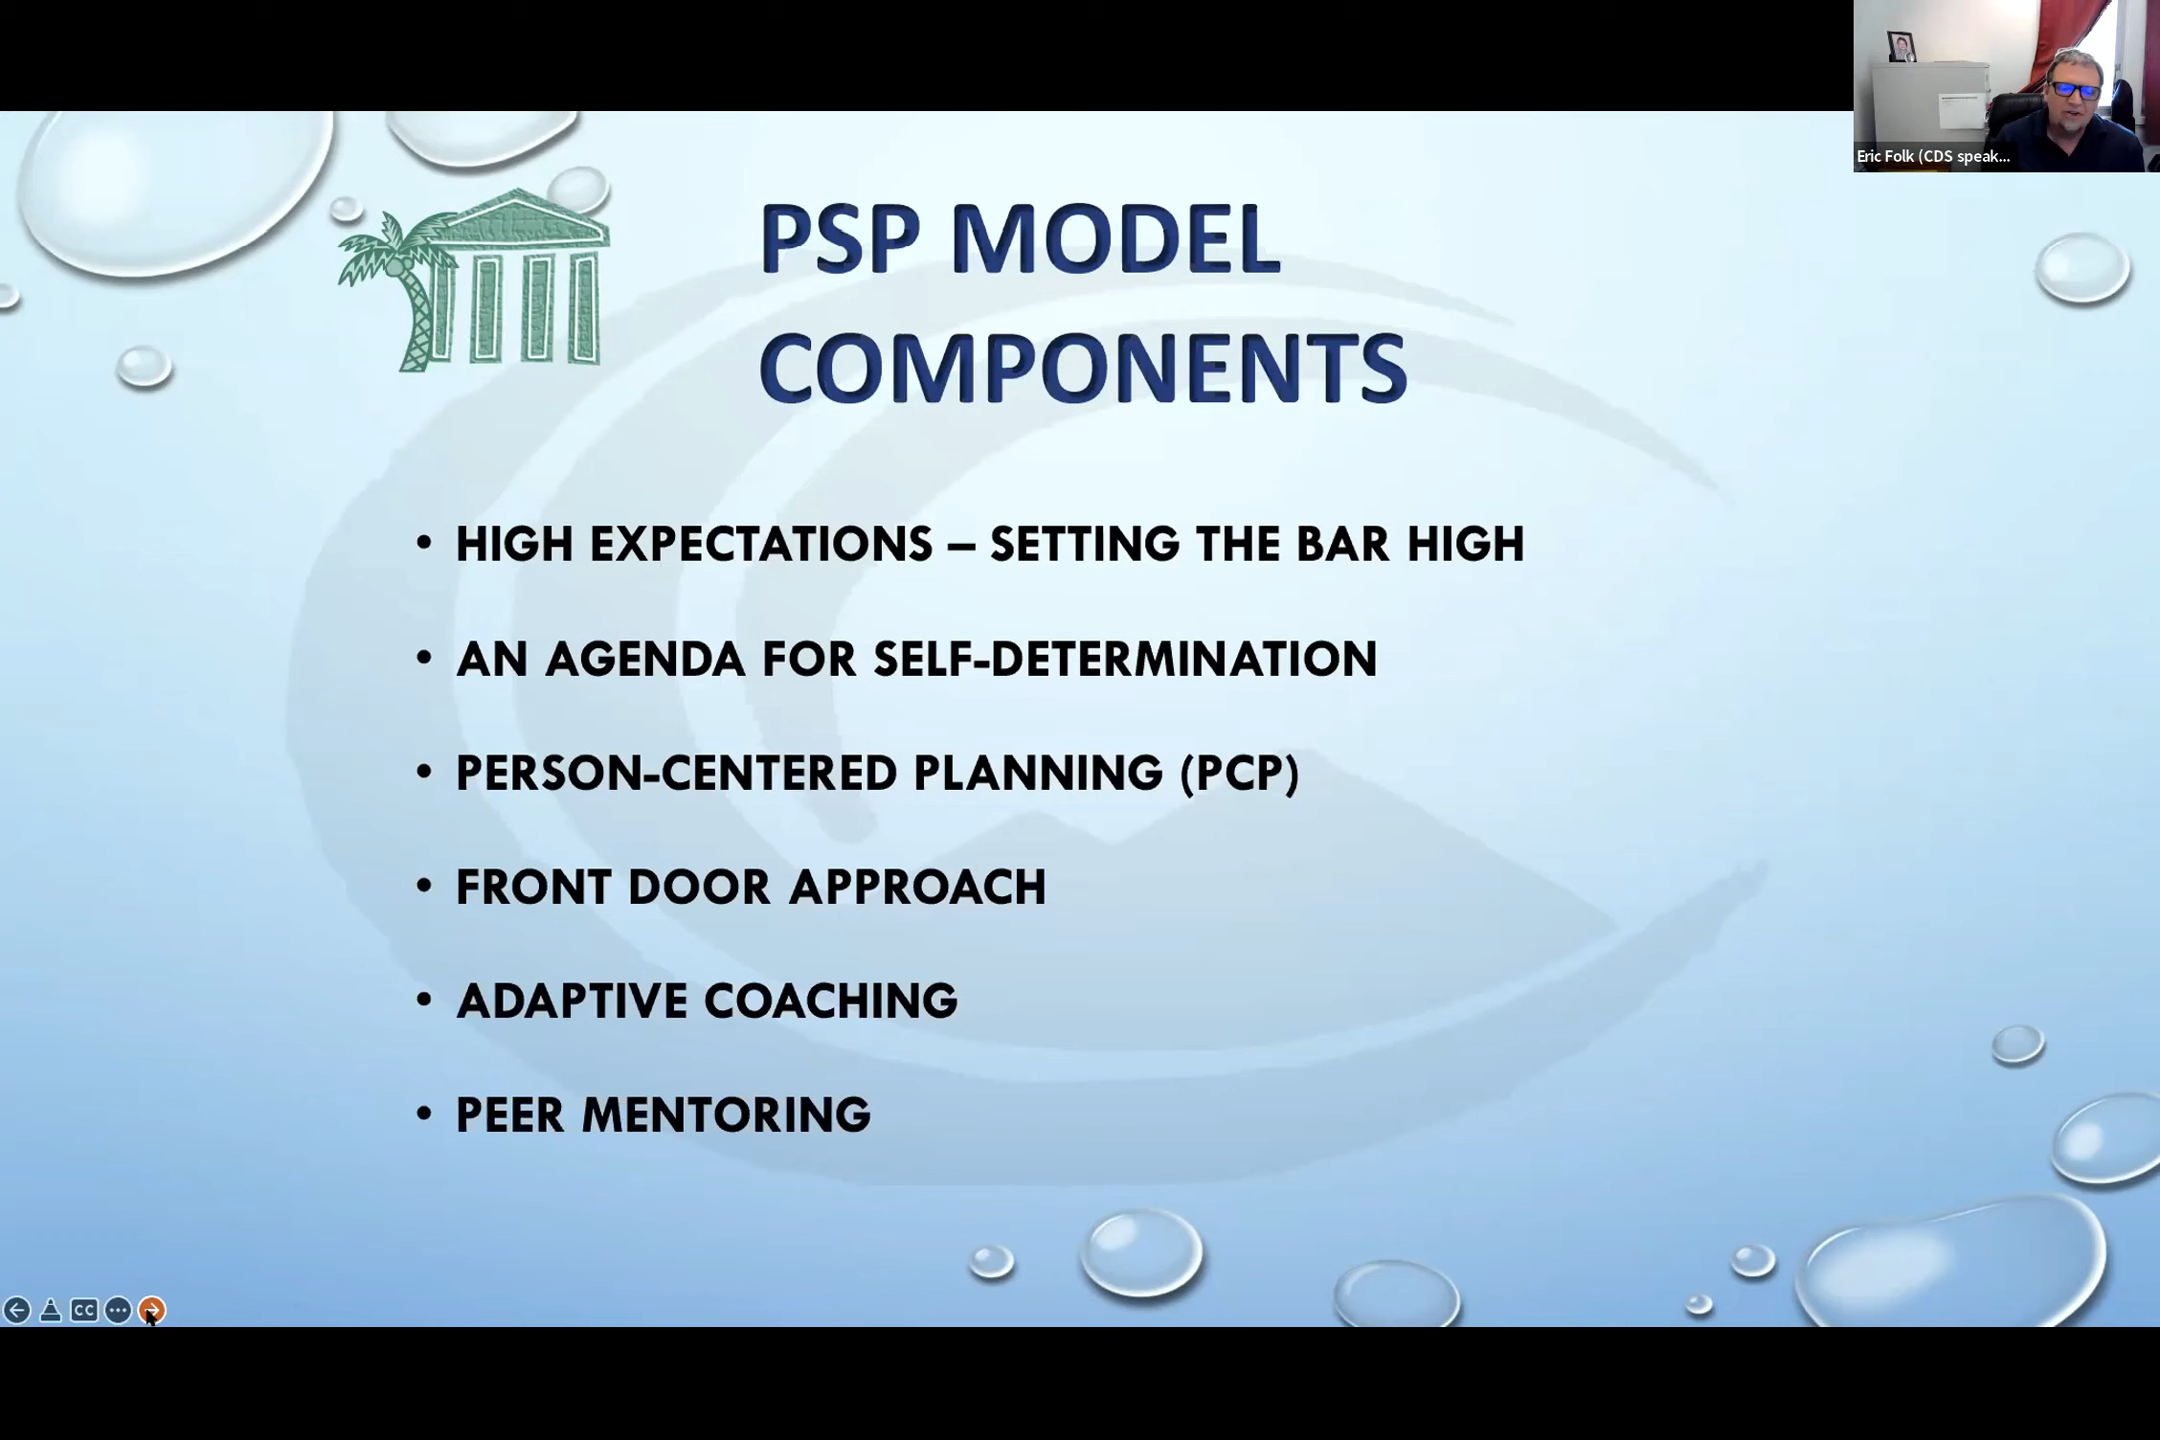 Eric Folk (CDS speak...
PSP MODEL
COMPONENTS
• HIGH EXPECTATIONS – SETTING THE BAR HIGH
• AN AGENDA FOR SELF-DETERMINATION
• PERSON-CENTERED PLANNING (PCP)
• FRONT DOOR APPROACH
• ADAPTIVE COACHING
• PEER MENTORING
CC